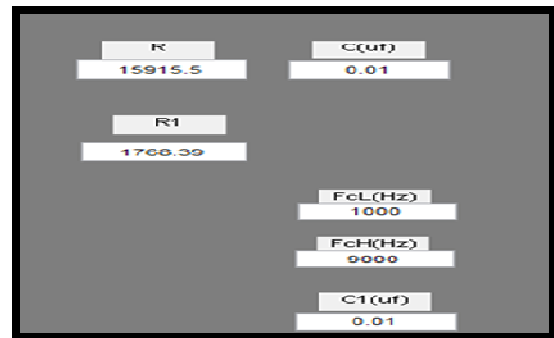 R C(uf)
15915.5 0.01
R1
1768.39
FcL(Hz)
1000
FcH(Hz)
9000
C1(uf)
0.01